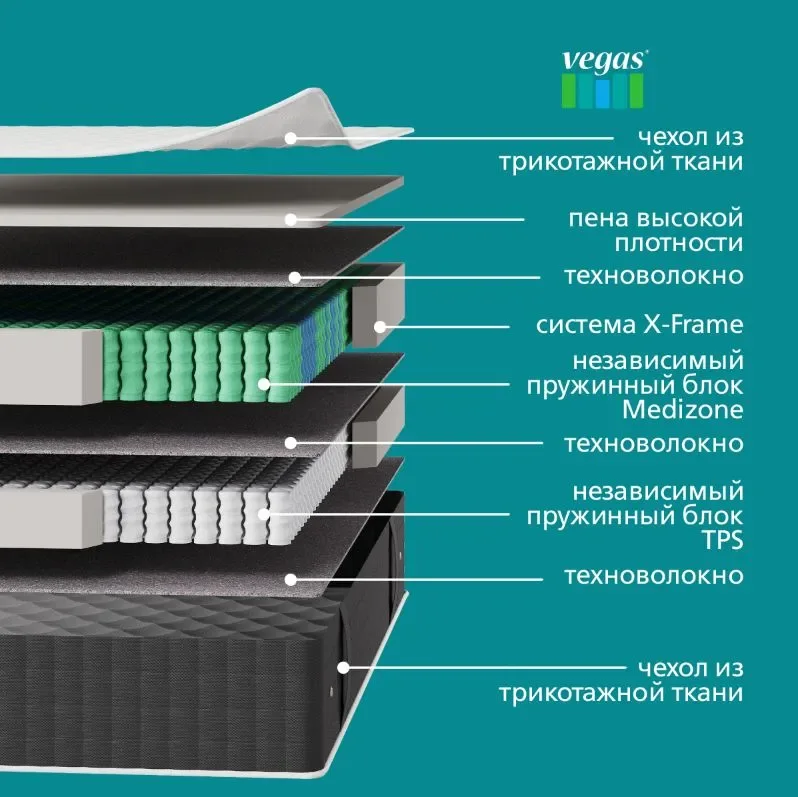 vegas
чехол из
трикотажной ткани
пена высокой
плотности
техноволокно
система X-Frame
независимый
пружинный блок
Medizone
техноволокно
независимый
пружинный блок
TPS
техноволокно
чехол из
трикотажной ткани